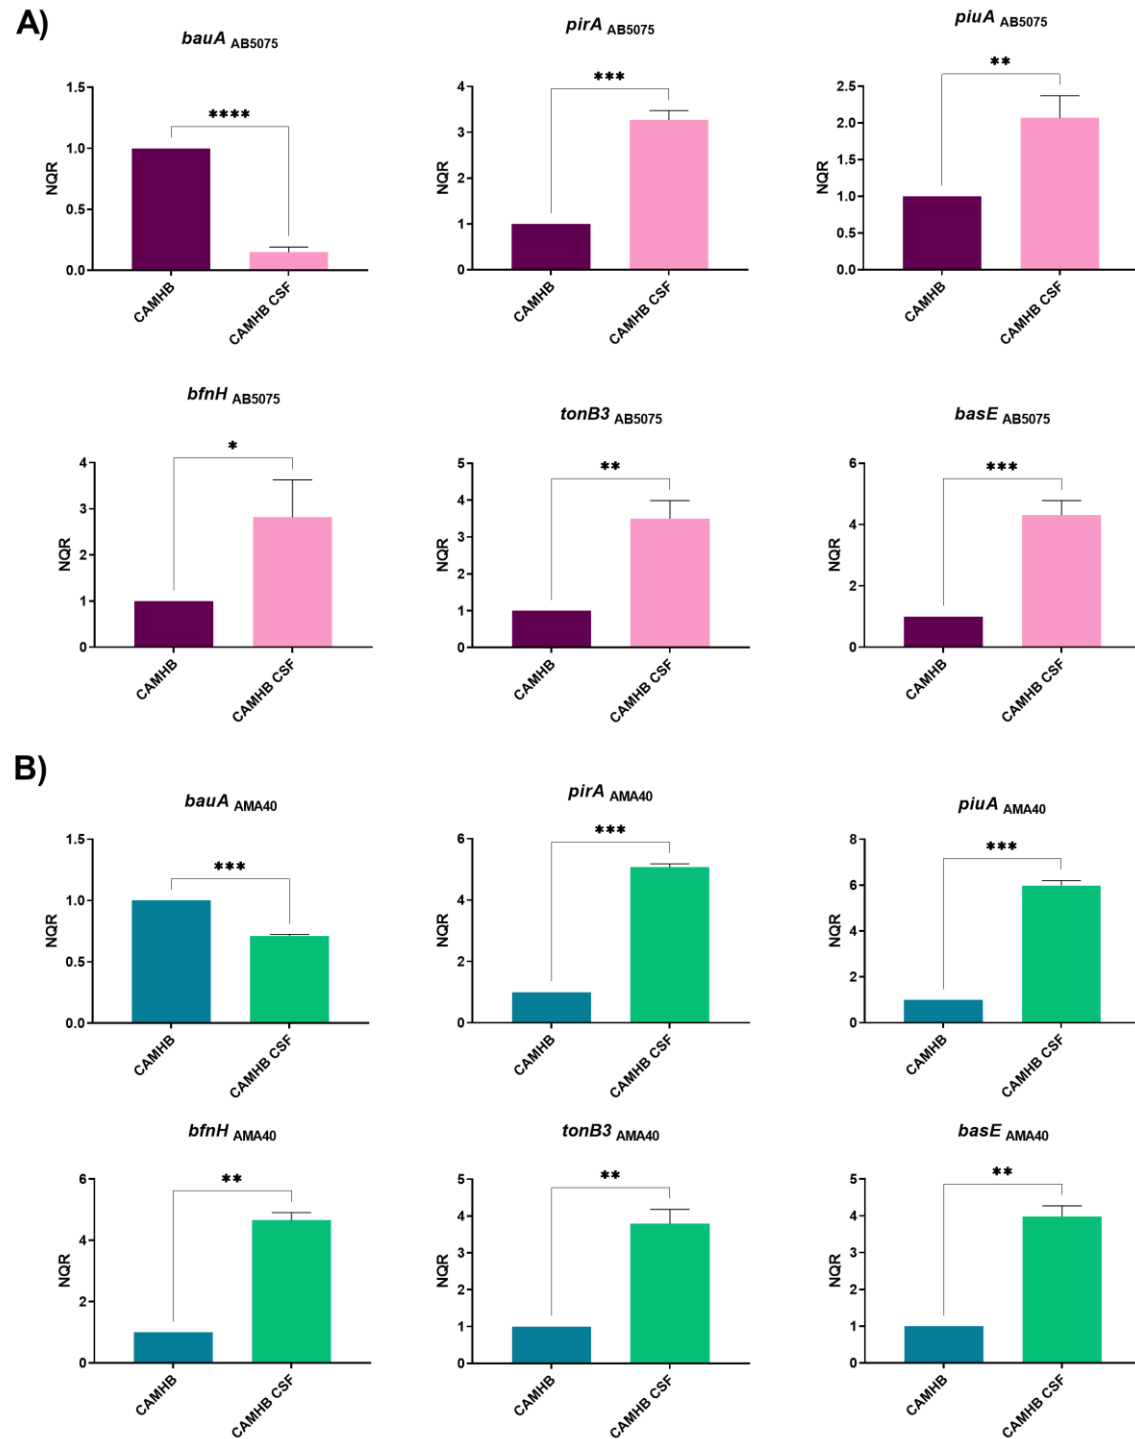 A)
bauA AB5075
****
1.5
1.0
0.5
0.0
NQR
CAMHB
CAMHB CSF
pirA AB5075
***
4
3
2
1
0
NQR
CAMHB
CAMHB CSF
piuA AB5075
**
2.5
2.0
1.5
1.0
0.5
0.0
NQR
CAMHB
CAMHB CSF
bfnH AB5075
*
4
3
2
1
0
NQR
CAMHB
CAMHB CSF
tonB3 AB5075
**
5
4
3
2
1
0
NQR
CAMHB
CAMHB CSF
basE AB5075
***
6
4
2
0
NQR
CAMHB
CAMHB CSF
B)
bauA AMA40
***
1.5
1.0
0.5
0.0
NQR
CAMHB
CAMHB CSF
pirA AMA40
***
6
4
2
0
NQR
CAMHB
CAMHB CSF
piuA AMA40
***
8
6
4
2
0
NQR
CAMHB
CAMHB CSF
bfnH AMA40
**
6
4
2
0
NQR
CAMHB
CAMHB CSF
tonB3 AMA40
**
5
4
3
2
1
0
NQR
CAMHB
CAMHB CSF
basE AMA40
**
5
4
3
2
1
0
NQR
CAMHB
CAMHB CSF